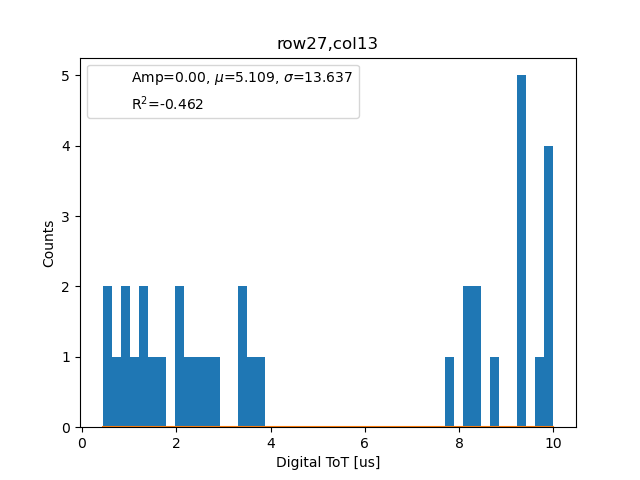 row27,col13
Amp=0.00, μ=5.109, σ=13.637
R²=-0.462
Counts
5
4
3
2
1
0
0 2 4 6 8 10
Digital ToT [us]